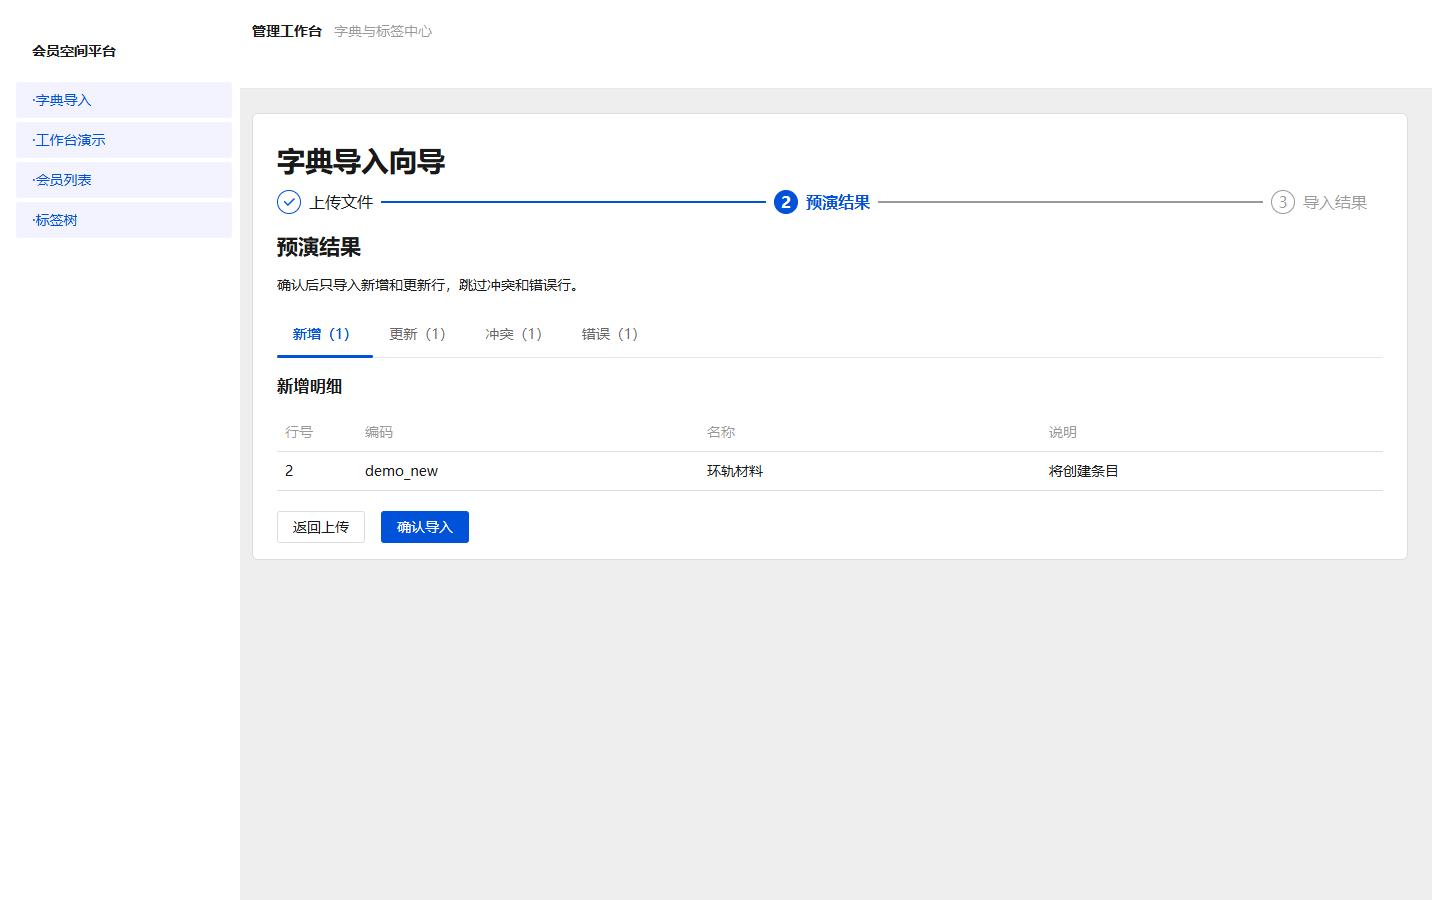 会员空间平台
·字典导入
·工作台演示
·会员列表
·标签树
管理工作台 字典与标签中心
字典导入向导
上传文件 2 预演结果 3 导入结果
预演结果
确认后只导入新增和更新行，跳过冲突和错误行。
新增（1） 更新（1） 冲突（1） 错误（1）
新增明细
行号 编码 名称 说明
2 demo_new 环轨材料 将创建条目
返回上传 确认导入